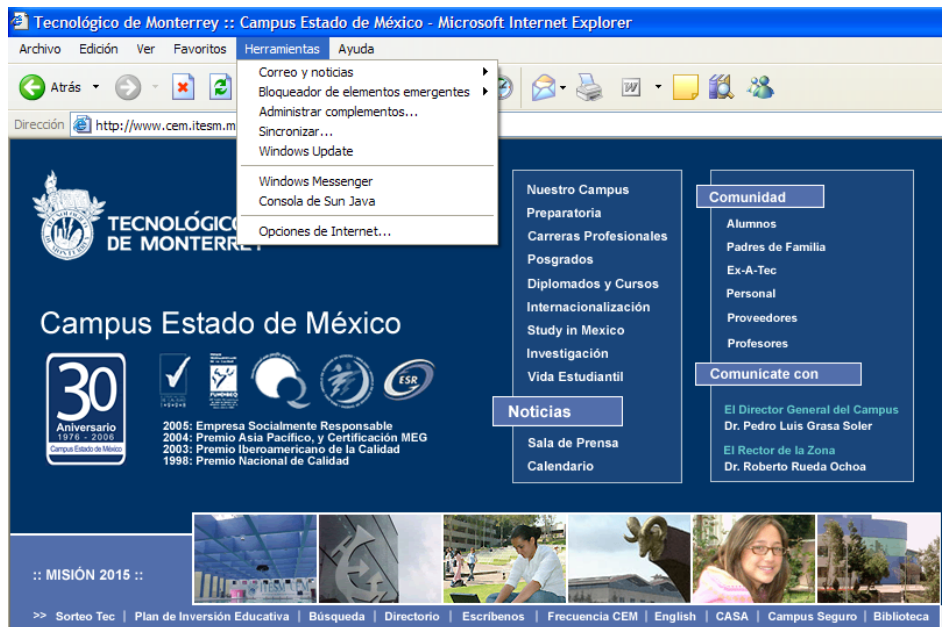 Tecnológico de Monterrey :: Campus Estado de México - Microsoft Internet Explorer
Archivo Edición Ver Favoritos Herramientas Ayuda
Atrás
Dirección http://www.cem.itesm.m
Correo y noticias
Bloqueador de elementos emergentes
Administrar complementos...
Sincronizar...
Windows Update
Windows Messenger
Consola de Sun Java
Opciones de Internet...
TECNOLÓGICO
DE MONTERREY
Campus Estado de México
30
Aniversario
1976 - 2006
Campus Estado de México
ESR
2005: Empresa Socialmente Responsable
2004: Premio Asia Pacífico, y Certificación MEG
2003: Premio Iberoamericano de la Calidad
1998: Premio Nacional de Calidad
Nuestro Campus
Preparatoria
Carreras Profesionales
Posgrados
Diplomados y Cursos
Internacionalización
Study in Mexico
Investigación
Vida Estudiantil
Noticias
Sala de Prensa
Calendario
Comunidad
Alumnos
Padres de Familia
Ex-A-Tec
Personal
Proveedores
Profesores
Comunicate con
El Director General del Campus
Dr. Pedro Luis Grasa Soler
El Rector de la Zona
Dr. Roberto Rueda Ochoa
:: MISIÓN 2015 ::
>> Sorteo Tec | Plan de Inversión Educativa | Búsqueda | Directorio | Escríbenos | Frecuencia CEM | English | CASA | Campus Seguro | Biblioteca